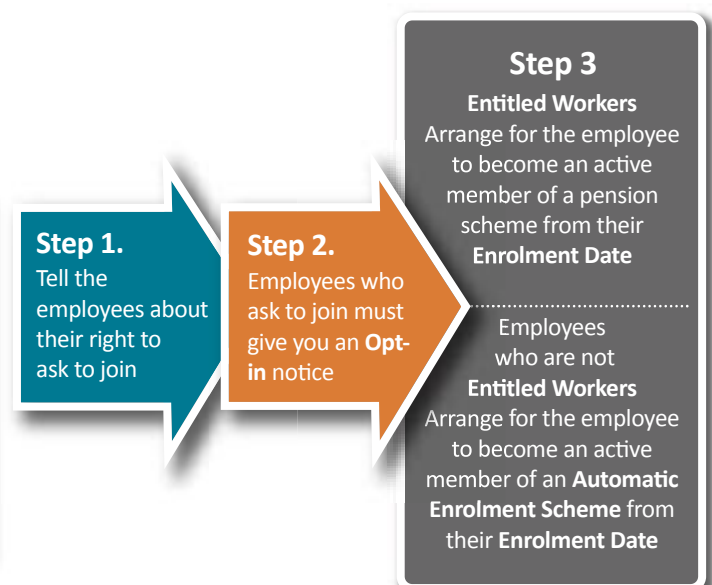 Step 1.
Tell the
employees about
their right to
ask to join
Step 2.
Employees who
ask to join must
give you an Opt-
in notice
Step 3
Entitled Workers
Arrange for the employee
to become an active
member of a pension
scheme from their
Enrolment Date
Employees
who are not
Entitled Workers
Arrange for the employee
to become an active
member of an Automatic
Enrolment Scheme from
their Enrolment Date